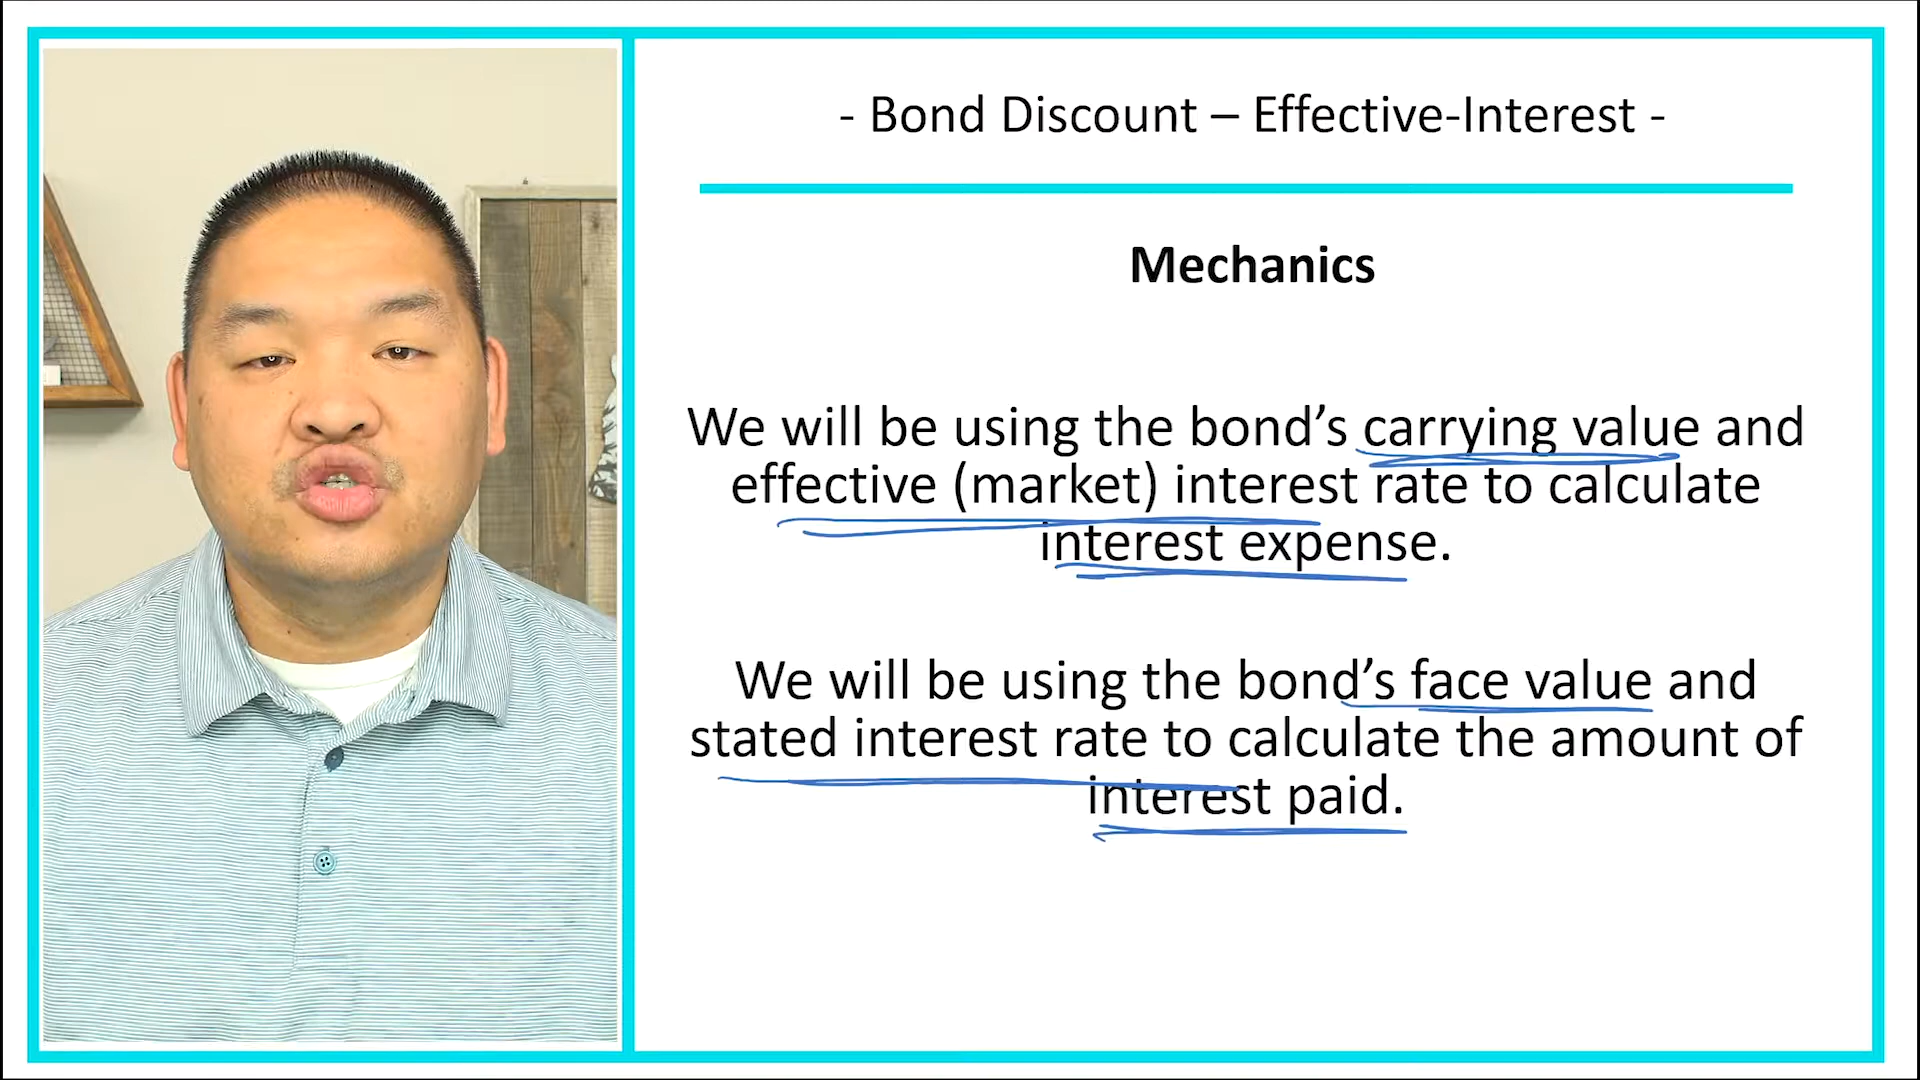 - Bond Discount – Effective-Interest -
Mechanics
We will be using the bond’s carrying value and
effective (market) interest rate to calculate
interest expense.
We will be using the bond’s face value and
stated interest rate to calculate the amount of
interest paid.